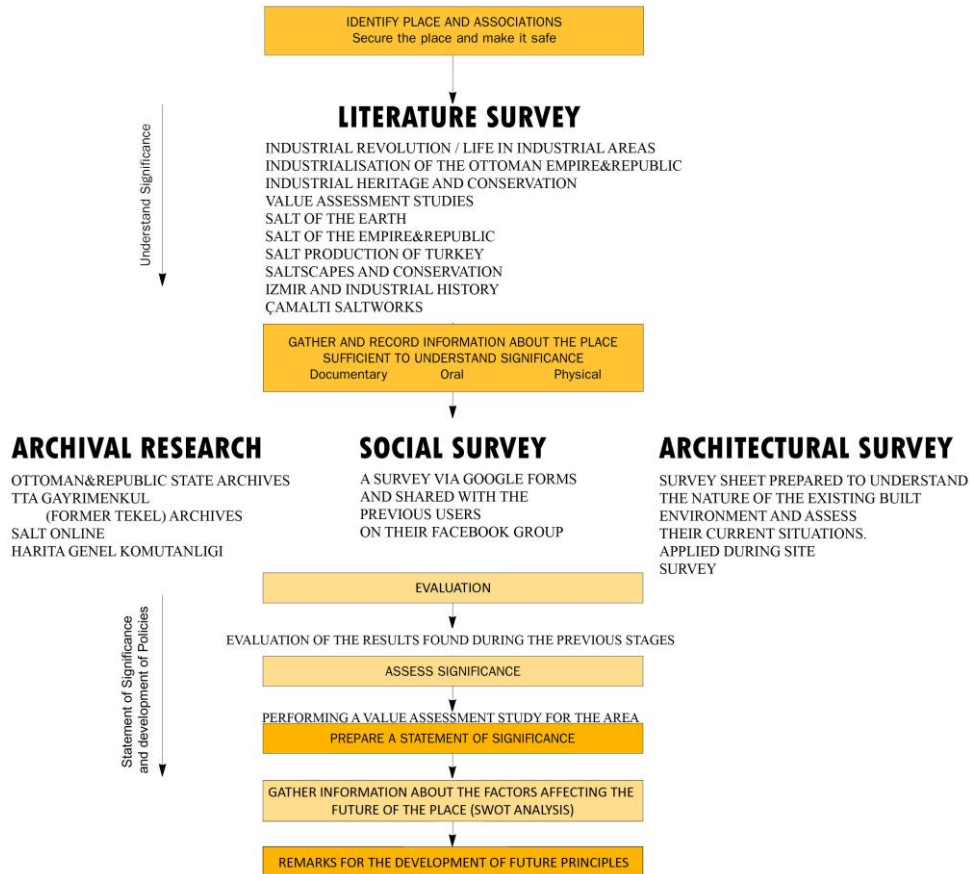 IDENTIFY PLACE AND ASSOCIATIONS
Secure the place and make it safe
Understand Significance
LITERATURE SURVEY
INDUSTRIAL REVOLUTION / LIFE IN INDUSTRIAL AREAS
INDUSTRIALISATION OF THE OTTOMAN EMPIRE&REPUBLIC
INDUSTRIAL HERITAGE AND CONSERVATION
VALUE ASSESSMENT STUDIES
SALT OF THE EARTH
SALT OF THE EMPIRE&REPUBLIC
SALT PRODUCTION OF TURKEY
SALTSCAPES AND CONSERVATION
IZMIR AND INDUSTRIAL HISTORY
ÇAMALTI SALTWORKS
GATHER AND RECORD INFORMATION ABOUT THE PLACE
SUFFICIENT TO UNDERSTAND SIGNIFICANCE
Documentary Oral Physical
ARCHIVAL RESEARCH
OTTOMAN&REPUBLIC STATE ARCHIVES
TTA GAYRIMENKUL
(FORMER TEKEL) ARCHIVES
SALT ONLINE
HARITA GENEL KOMUTANLIGI
SOCIAL SURVEY
A SURVEY VIA GOOGLE FORMS
AND SHARED WITH THE
PREVIOUS USERS
ON THEIR FACEBOOK GROUP
ARCHITECTURAL SURVEY
SURVEY SHEET PREPARED TO UNDERSTAND
THE NATURE OF THE EXISTING BUILT
ENVIRONMENT AND ASSESS
THEIR CURRENT SITUATIONS.
APPLIED DURING SITE
SURVEY
Statement of Significance
and development of Policies
EVALUATION
EVALUATION OF THE RESULTS FOUND DURING THE PREVIOUS STAGES
ASSESS SIGNIFICANCE
PERFORMING A VALUE ASSESSMENT STUDY FOR THE AREA
PREPARE A STATEMENT OF SIGNIFICANCE
GATHER INFORMATION ABOUT THE FACTORS AFFECTING THE
FUTURE OF THE PLACE (SWOT ANALYSIS)
REMARKS FOR THE DEVELOPMENT OF FUTURE PRINCIPLES